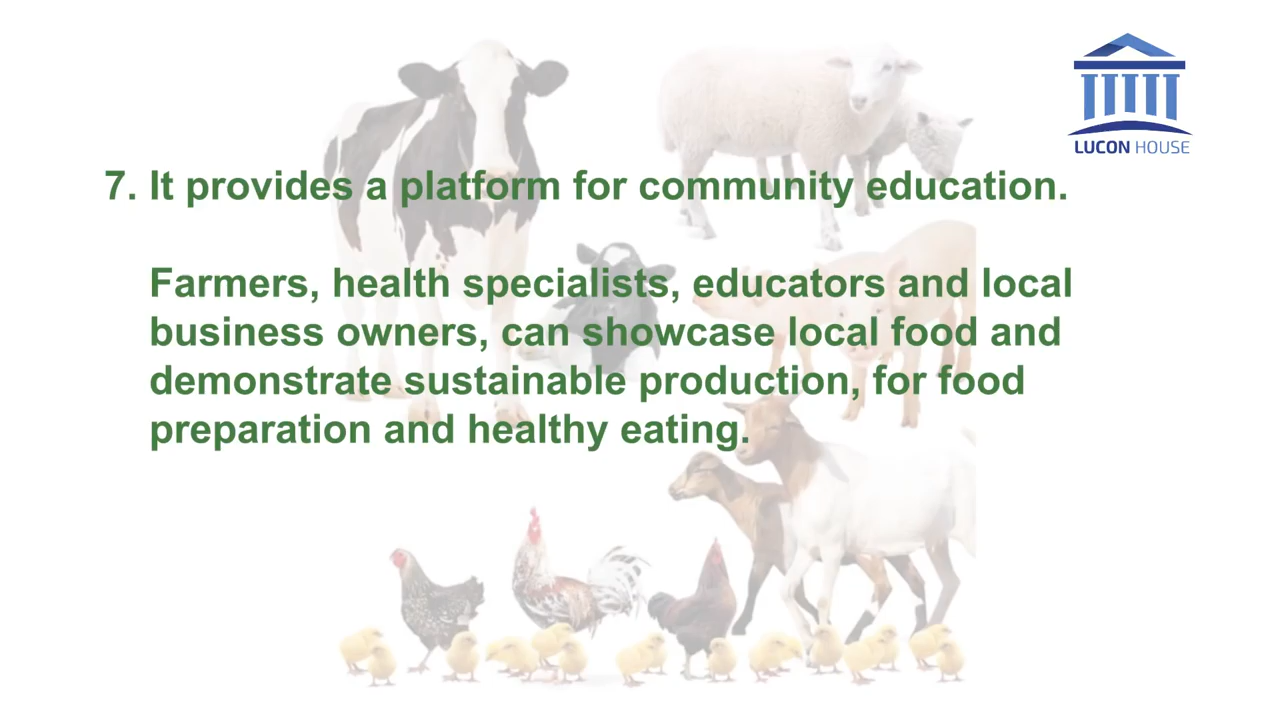 LUCON HOUSE
7. It provides a platform for community education.
Farmers, health specialists, educators and local
business owners, can showcase local food and
demonstrate sustainable production, for food
preparation and healthy eating.